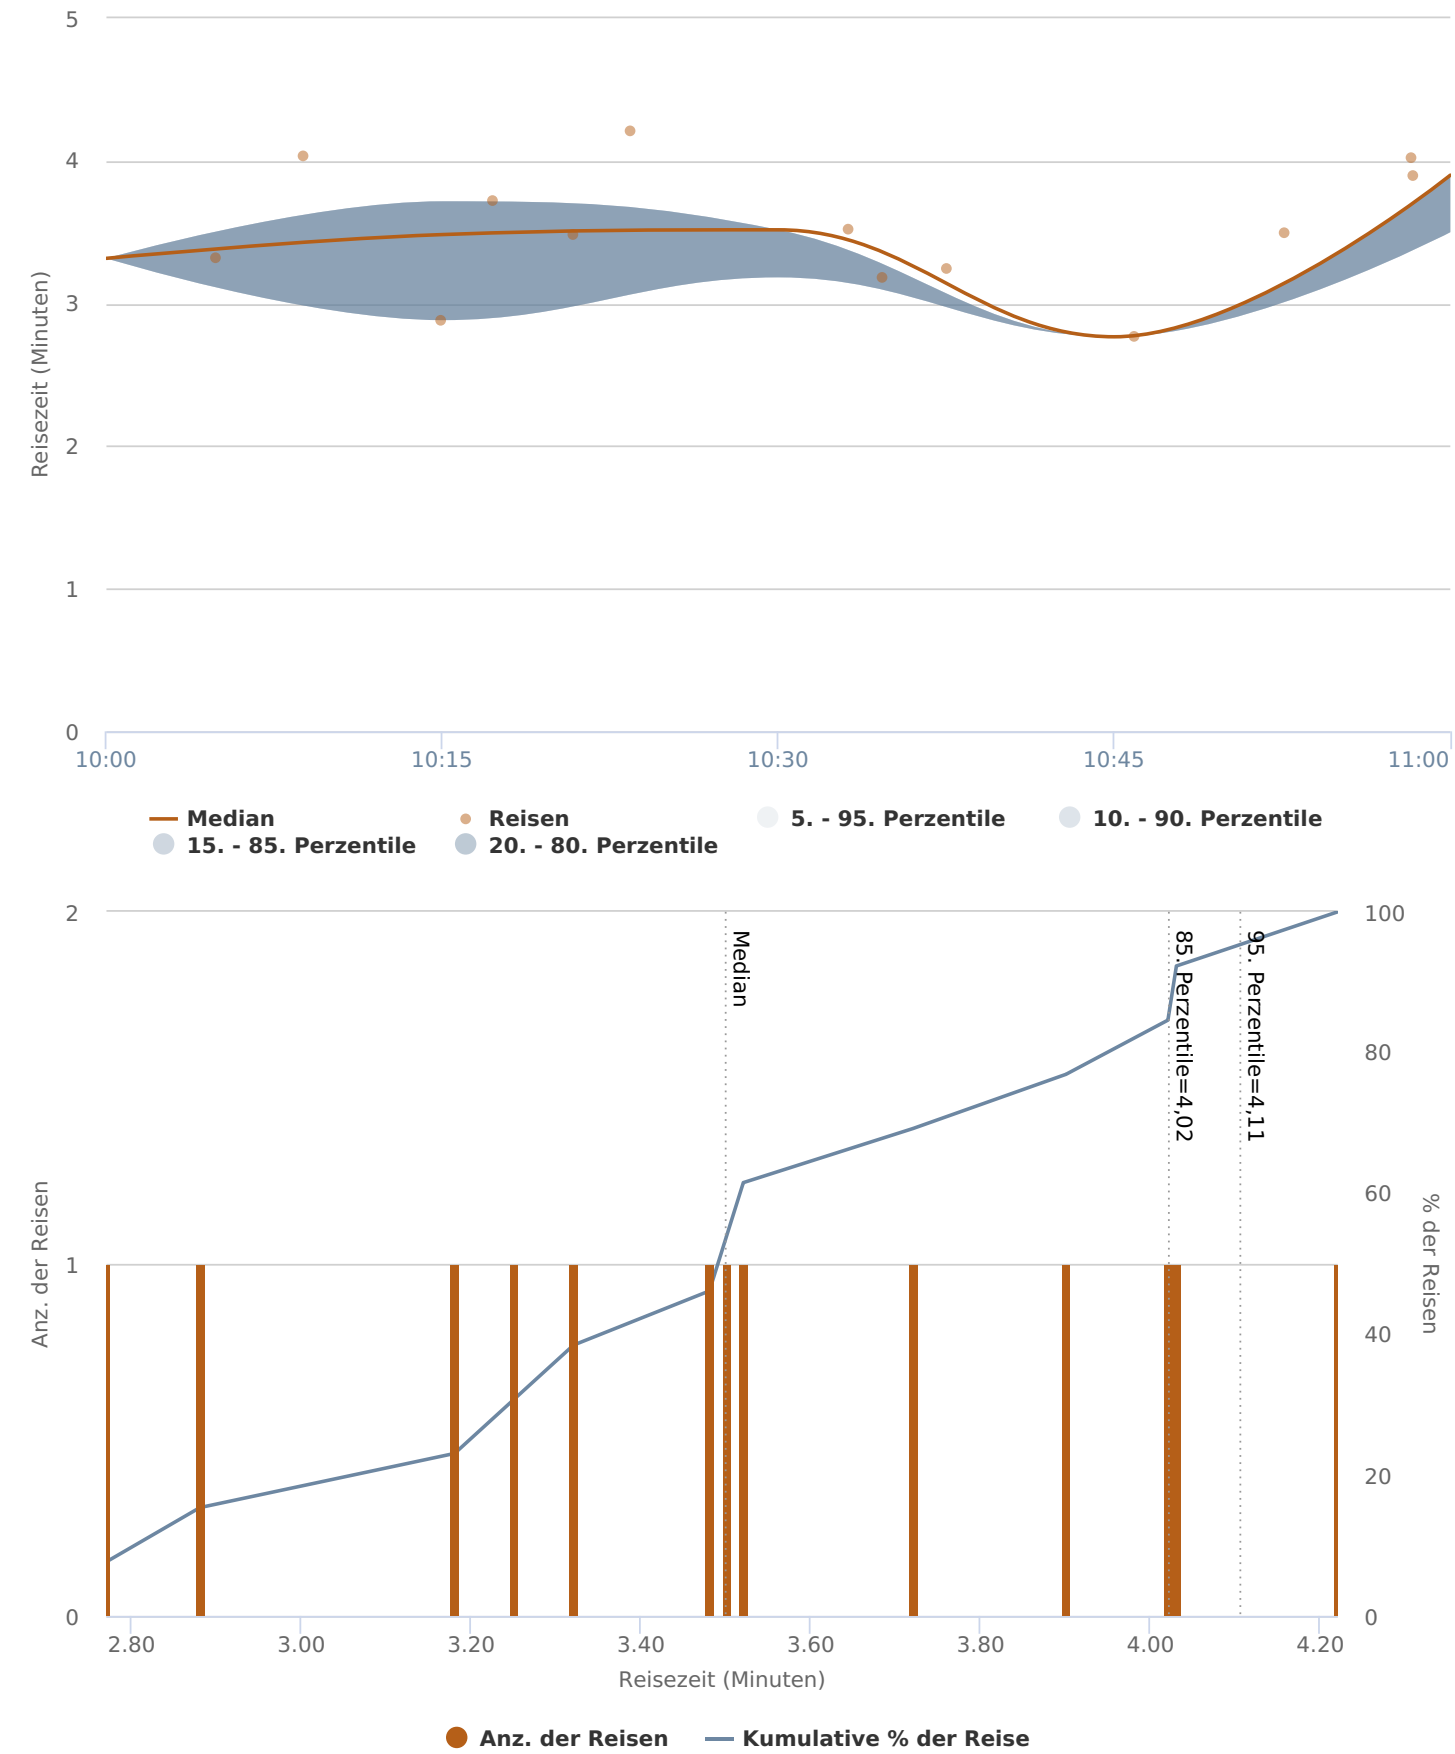 5
4
3
2
1
0
Reisezeit (Minuten)
10:00 10:15 10:30 10:45 11:00
Median Reisen 5. - 95. Perzentile 10. - 90. Perzentile
15. - 85. Perzentile 20. - 80. Perzentile
2
1
0
Anz. der Reisen
Median
85. Perzentile=4,02
95. Perzentile=4,11
100
80
60
40
20
0
% der Reisen
2.80 3.00 3.20 3.40 3.60 3.80 4.00 4.20
Reisezeit (Minuten)
Anz. der Reisen Kumulative % der Reise